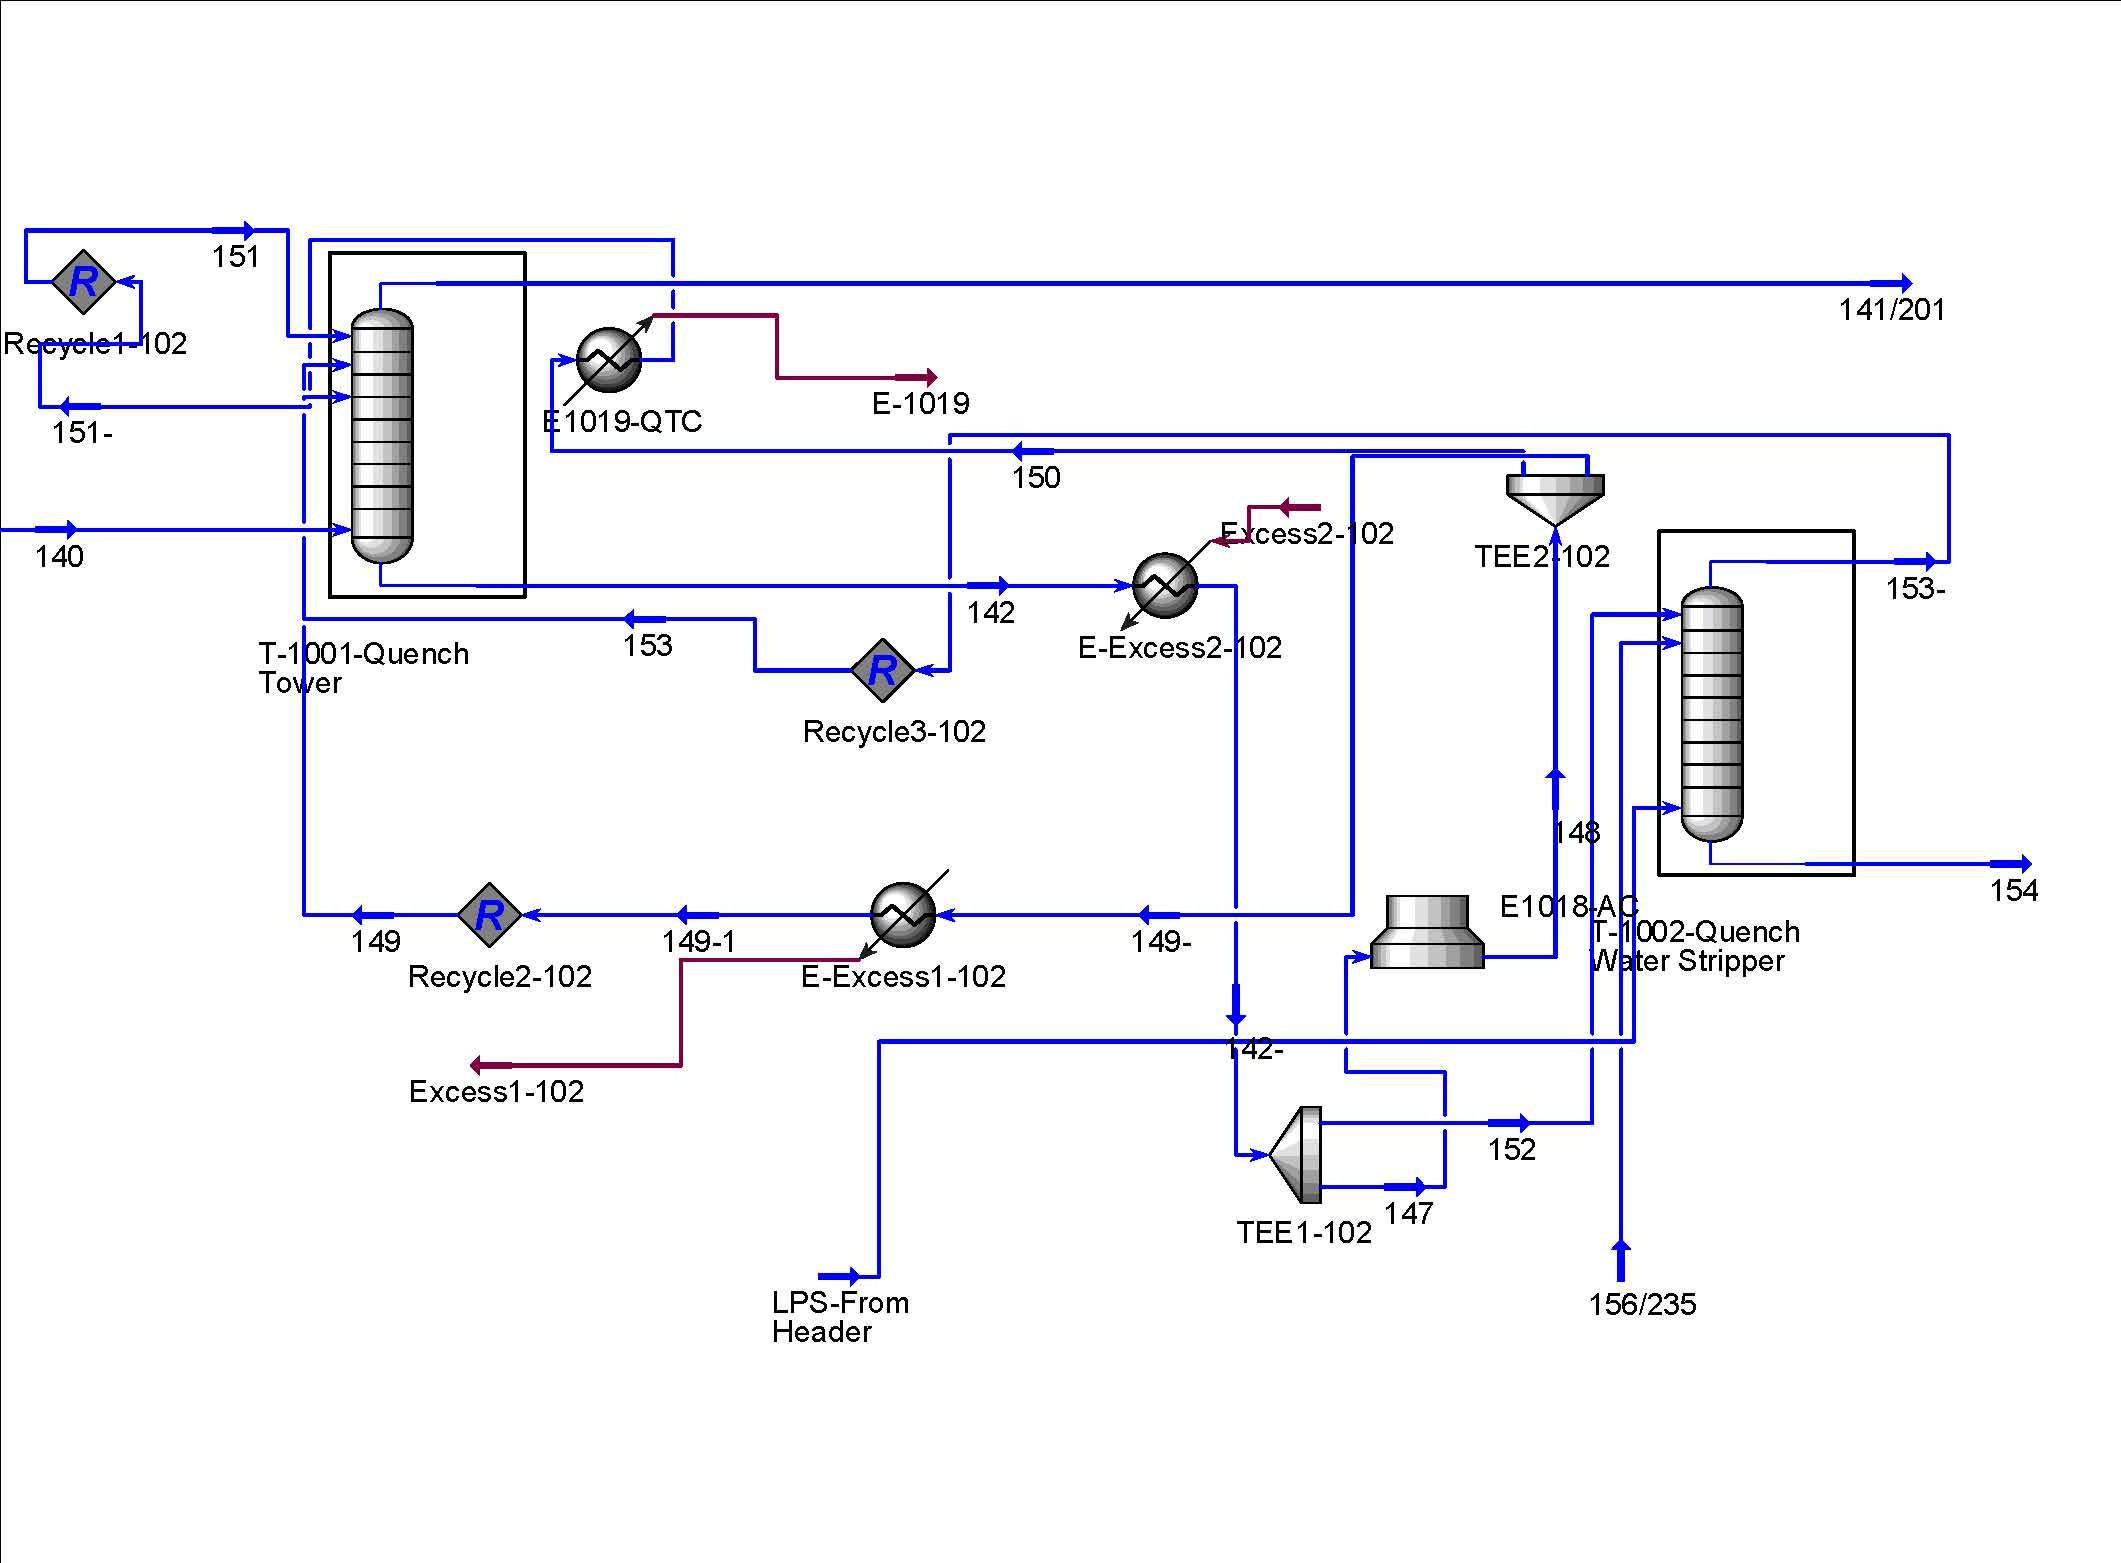 151
R
Recycle1-102
141/201
151-
E1019-QTC
E-1019
150
Excess2-102
140
TEE2-102
142
153-
153
E-Excess2-102
T-1001-Quench
Tower
R
Recycle3-102
148
154
E1018-AC
R
149
149-1
149-
T-1002-Quench
Water Stripper
Recycle2-102
E-Excess1-102
142-
Excess1-102
152
147
TEE1-102
LPS-From
Header
156/235